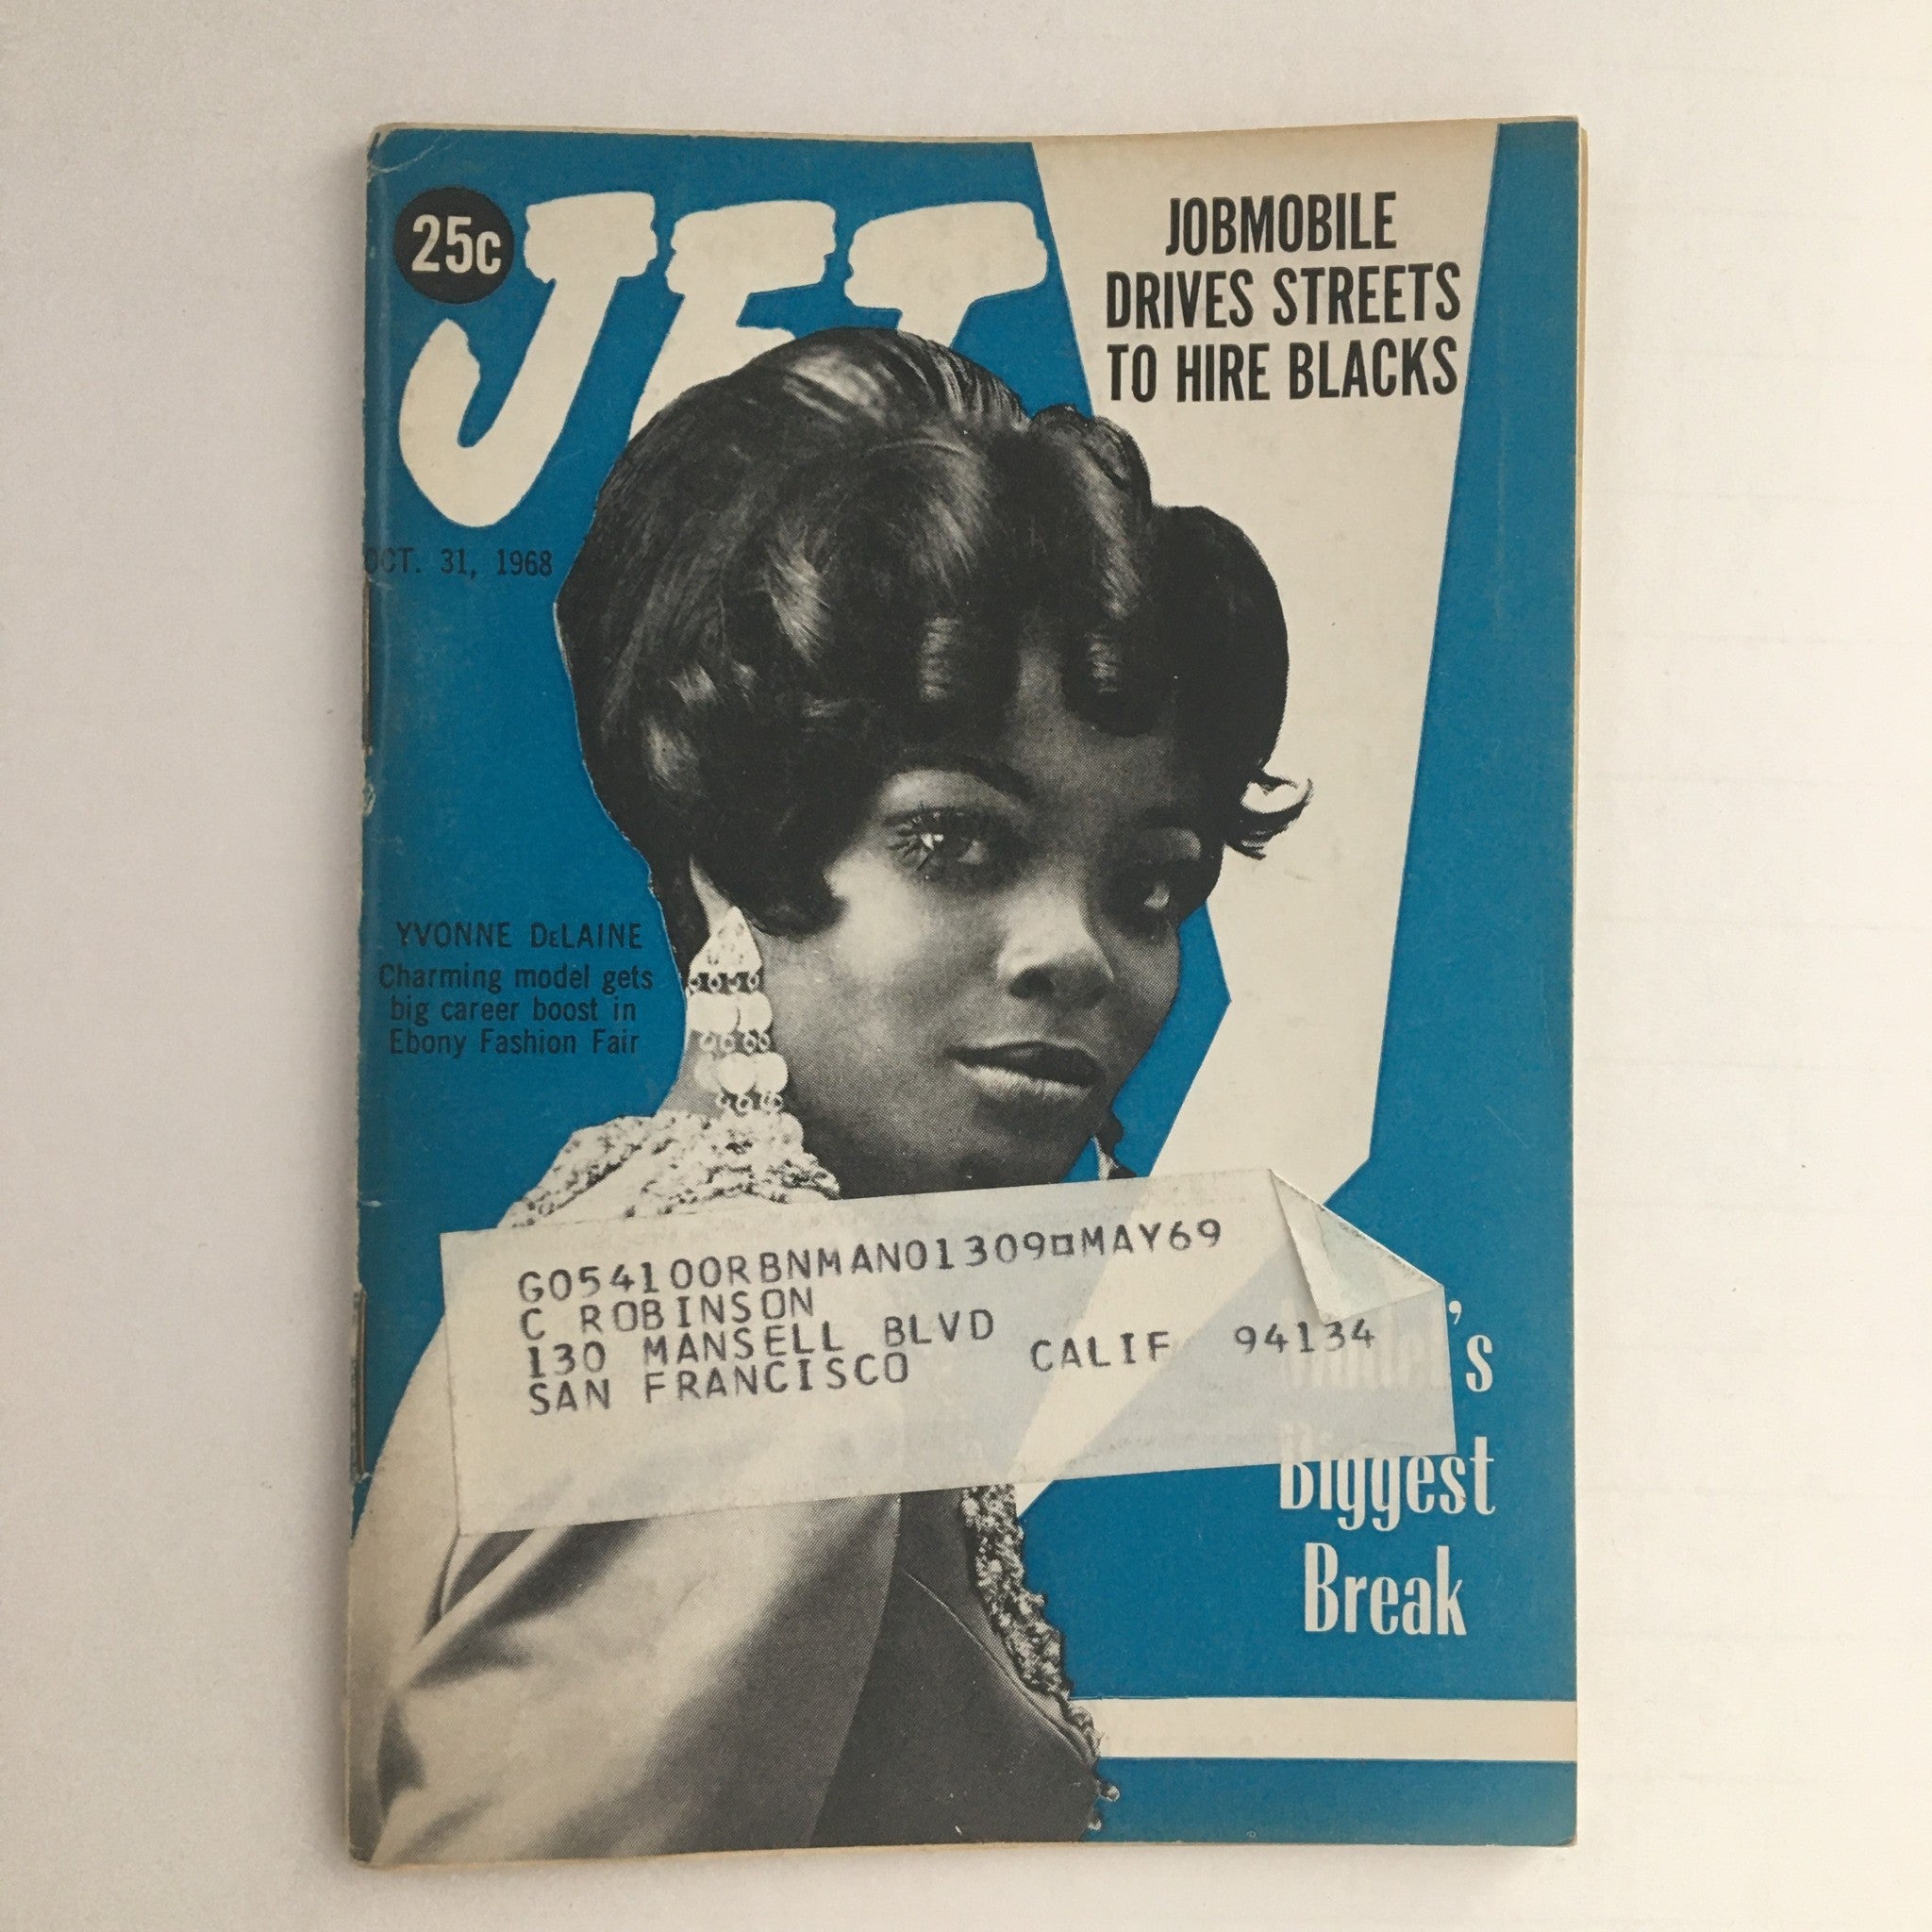 25c
JET
JOBMOBILE
DRIVES STREETS
TO HIRE BLACKS
OCT. 31, 1968
YVONNE DeLAINE
Charming model gets
big career boost in
Ebony Fashion Fair
G054100RBNMAN01309¤MAY69
C ROBINSON
130 MANSELL BLVD
SAN FRANCISCO CALIF 94134
Biggest
Break